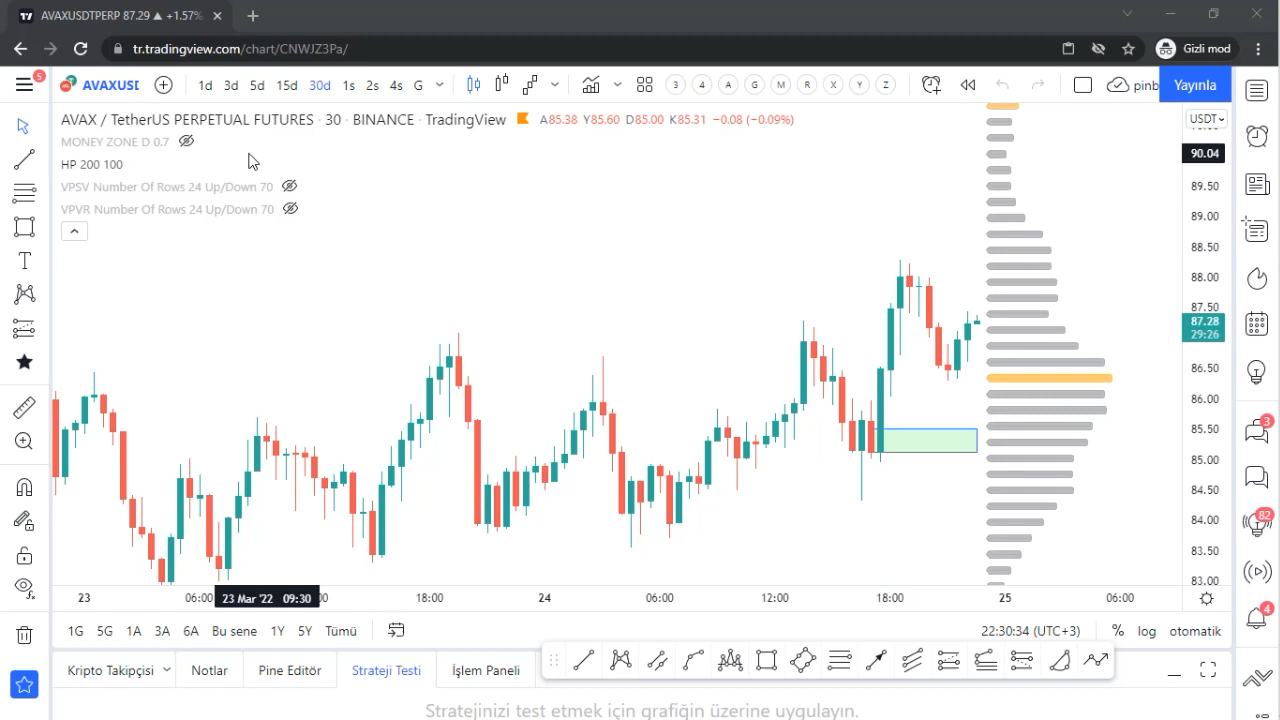 AVAXUSDTPERP 87.29 ▲ +1.57%
tr.tradingview.com/chart/CNWJZ3Pa/
Gizli mod
5
AVAXUSI
1d 3d 5d 15d 30d 1s 2s 4s G
3 4 A G M R X Y Z
pinb
Yayınla
AVAX / TetherUS PERPETUAL FUTURES · 30 · BINANCE · TradingView
A85.38 Y85.60 D85.00 K85.31 −0.08 (−0.09%)
USDT
MONEY ZONE D 0.7
HP 200 100
VPSV Number Of Rows 24 Up/Down 70
VPVR Number Of Rows 24 Up/Down 70
90.04
89.50
89.00
88.50
88.00
87.50
87.28
29:26
86.50
86.00
85.50
85.00
84.50
84.00
83.50
83.00
3
82
4
23 06:00 23 Mar '22 09:30 18:00 24 06:00 12:00 18:00 25 06:00
1G 5G 1A 3A 6A Bu sene 1Y 5Y Tümü
22:30:34 (UTC+3) % log otomatik
Kripto Takipçisi Notlar Pine Editör Strateji Testi İşlem Paneli
Stratejinizi test etmek için grafiğin üzerine uygulayın.